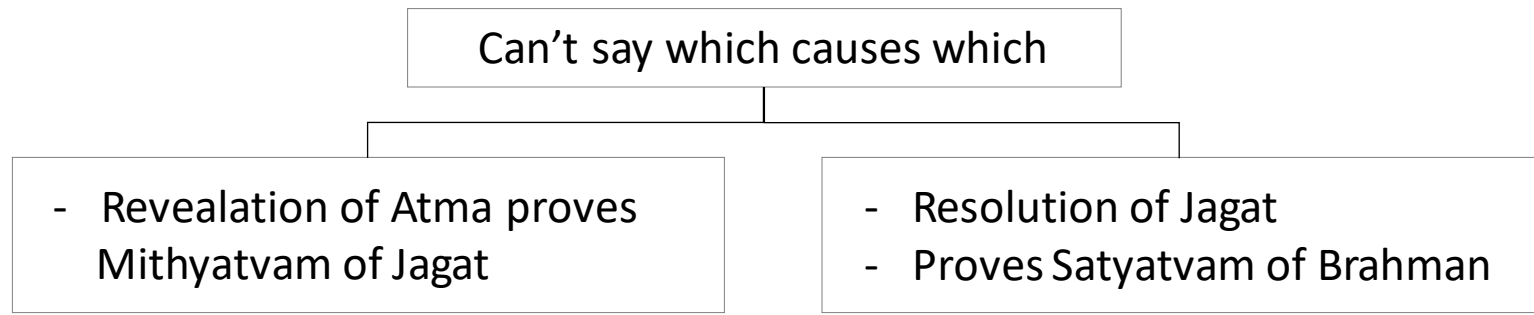 Can’t say which causes which
- Revealation of Atma proves
Mithyatvam of Jagat
- Resolution of Jagat
- Proves Satyatvam of Brahman